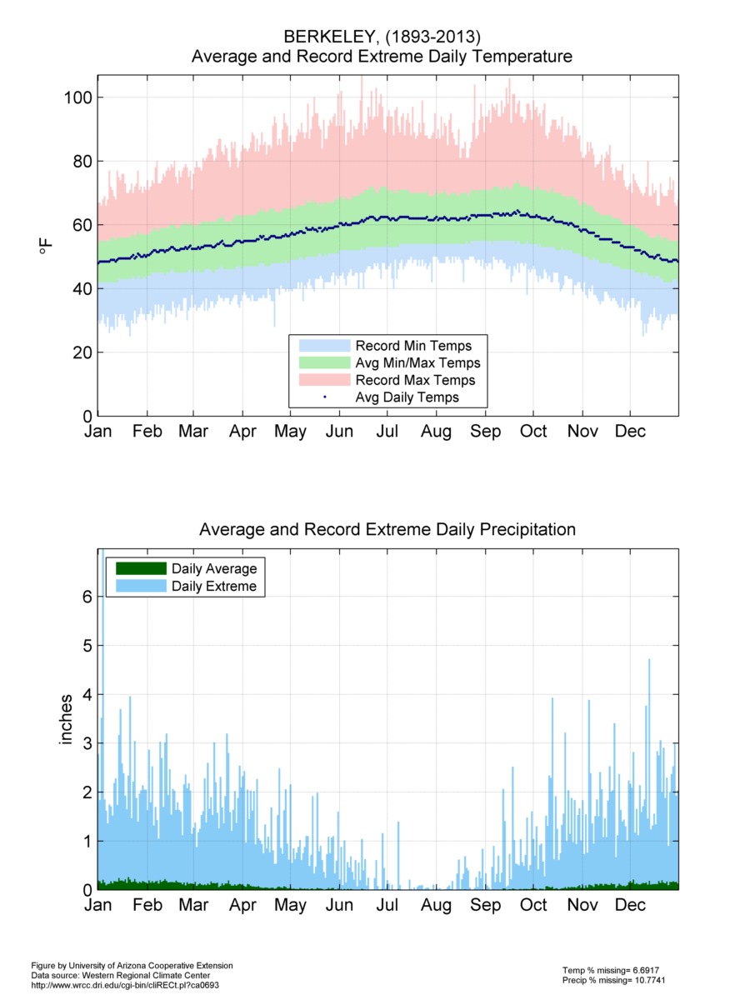 BERKELEY, (1893-2013)
Average and Record Extreme Daily Temperature
100
80
60
40
20
0
°F
Record Min Temps
Avg Min/Max Temps
Record Max Temps
Avg Daily Temps
Jan Feb Mar Apr May Jun Jul Aug Sep Oct Nov Dec
Average and Record Extreme Daily Precipitation
Daily Average
Daily Extreme
6
5
4
3
2
1
0
inches
Jan Feb Mar Apr May Jun Jul Aug Sep Oct Nov Dec
Figure by University of Arizona Cooperative Extension
Data source: Western Regional Climate Center
http://www.wrcc.dri.edu/cgi-bin/cliRECt.pl?ca0693
Temp % missing= 6.6917
Precip % missing= 10.7741